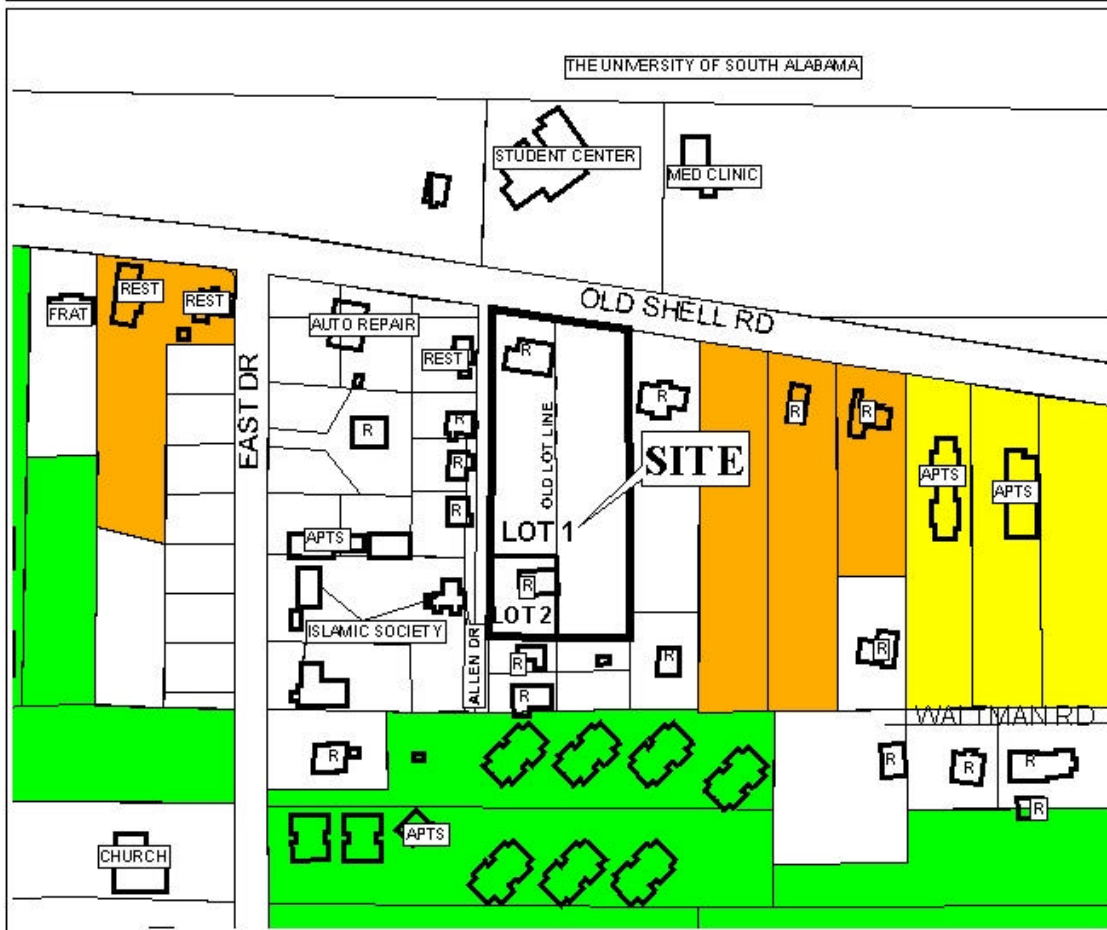 THE UNIVERSITY OF SOUTH ALABAMA
STUDENT CENTER
MED CLINIC
OLD SHELL RD
REST
REST
FRAT
AUTO REPAIR
REST
EAST DR
R
R
R
R
R
R
R
R
OLD LOT LINE
SITE
APTS
APTS
LOT 1
APTS
R
LOT 2
ISLAMIC SOCIETY
ALLEN DR
R
R
R
R
WATTMAN RD
R
R
R
R
R
APTS
CHURCH